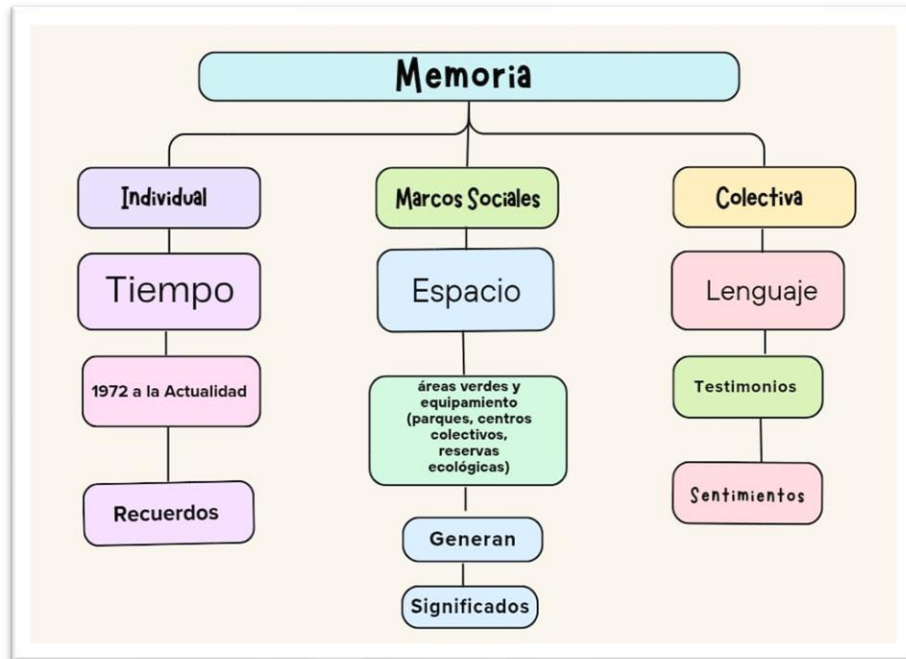 Memoria
Individual
Marcos Sociales
Colectiva
Tiempo
Espacio
Lenguaje
1972 a la Actualidad
áreas verdes y
equipamiento
(parques, centros
colectivos,
reservas
ecológicas)
Testimonios
Recuerdos
Sentimientos
Generan
Significados